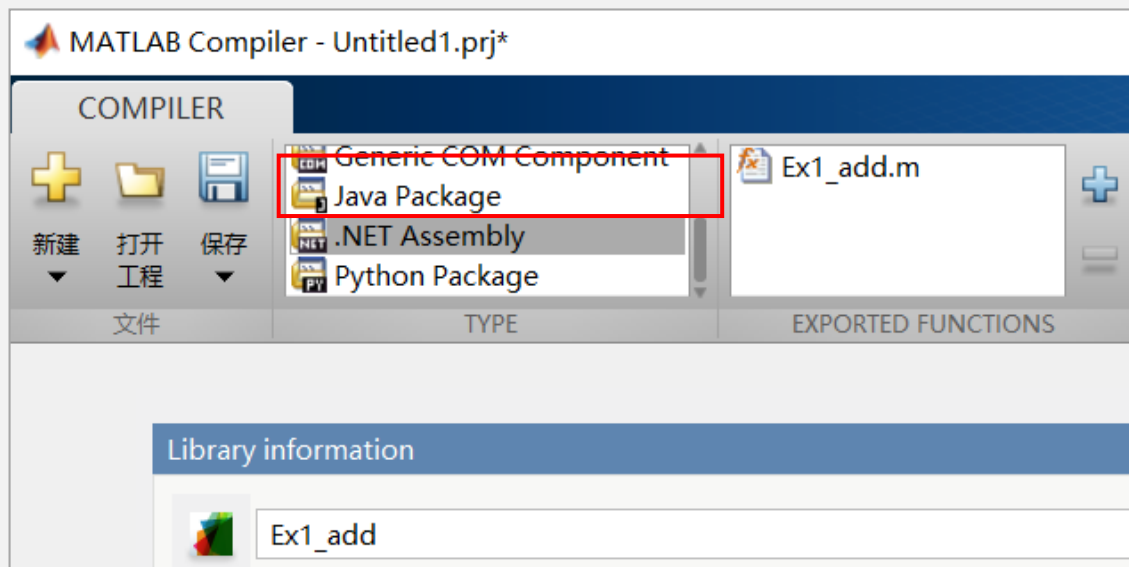 MATLAB Compiler - Untitled1.prj*
COMPILER
新建
打开
工程
保存
文件
Generic COM Component
Java Package
.NET Assembly
Python Package
TYPE
Ex1_add.m
EXPORTED FUNCTIONS
Library information
Ex1_add